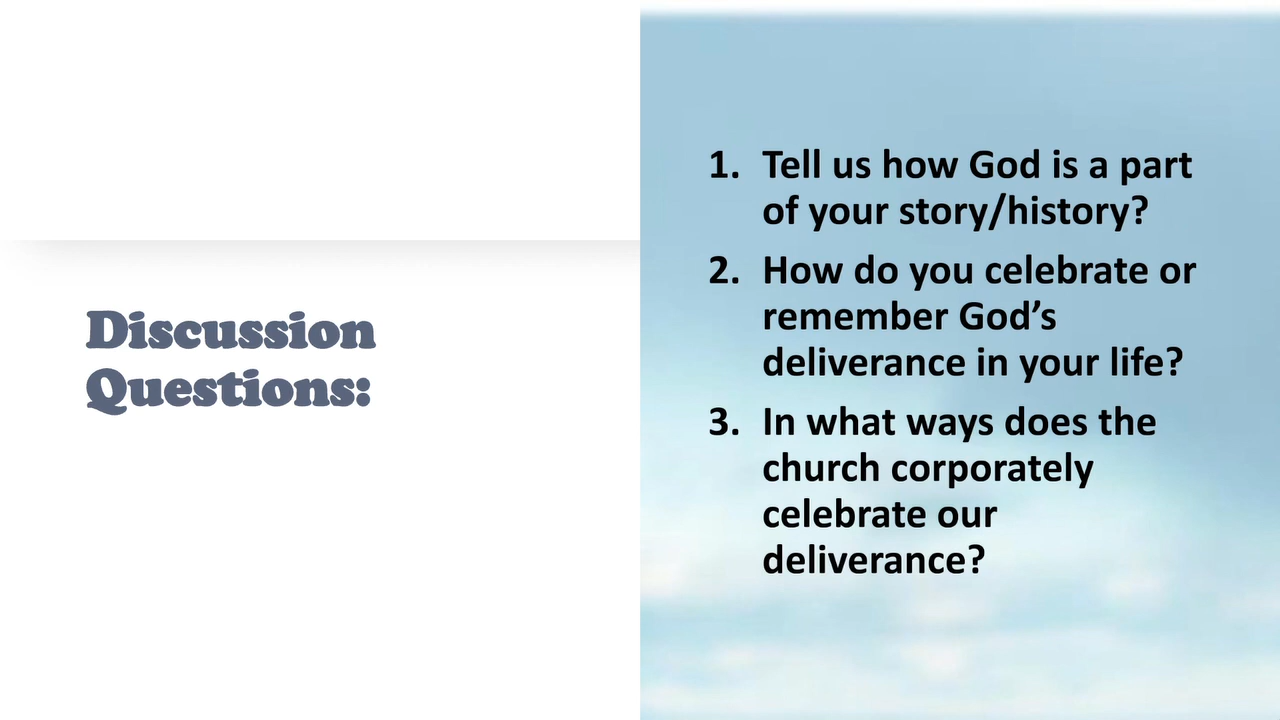 Discussion
Questions:
1. Tell us how God is a part
of your story/history?
2. How do you celebrate or
remember God’s
deliverance in your life?
3. In what ways does the
church corporately
celebrate our
deliverance?